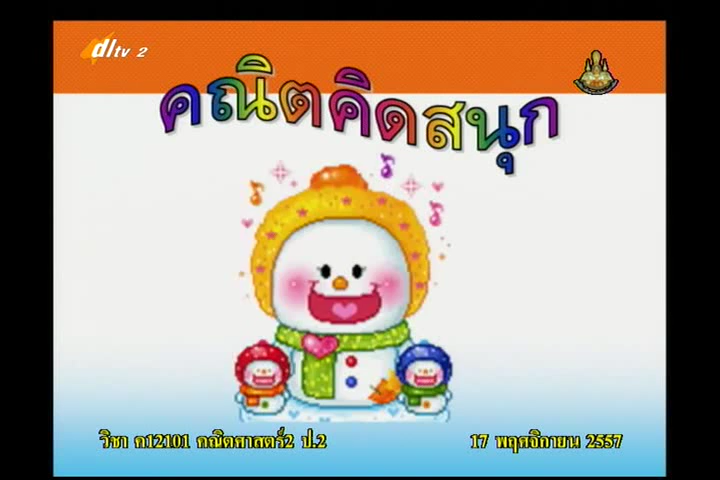 dltv 2
คณิตคิดสนุก
วิชา ค12101 คณิตศาสตร์2 ป.2
17 พฤศจิกายน 2557